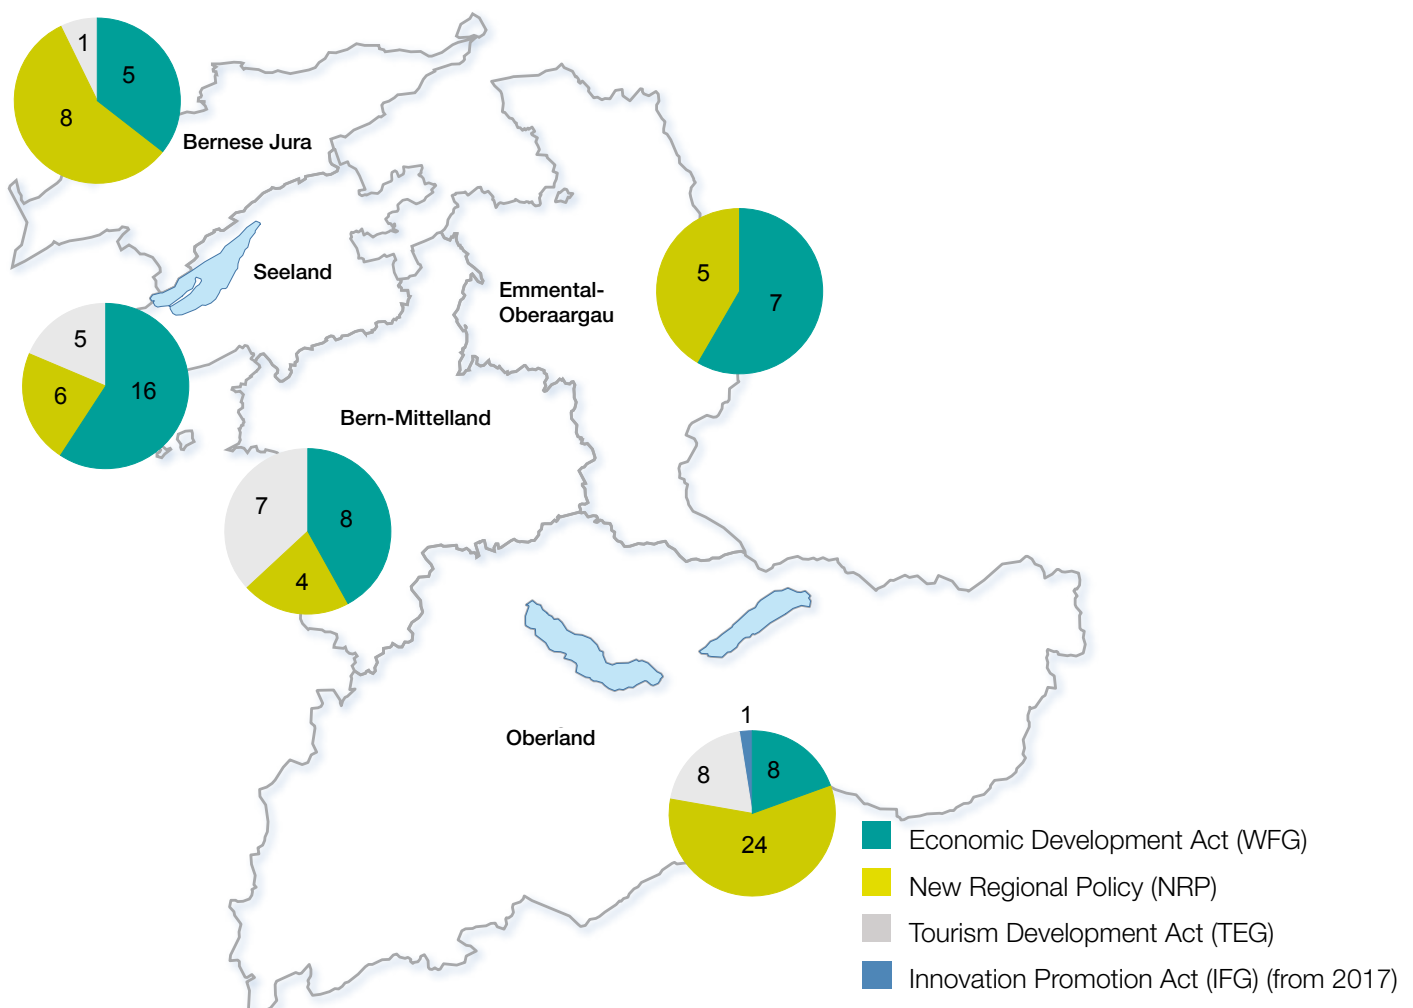 1
5
8
Bernese Jura
Seeland
5
6
16
Emmental-
Oberaargau
5
7
Bern-Mittelland
7
8
4
Oberland
1
8
8
24
Economic Development Act (WFG)
New Regional Policy (NRP)
Tourism Development Act (TEG)
Innovation Promotion Act (IFG) (from 2017)